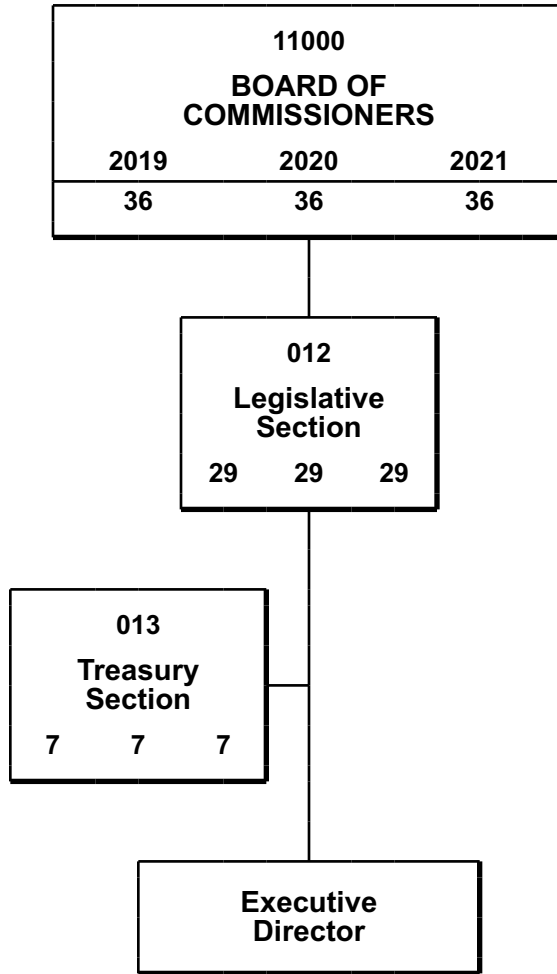 11000
BOARD OF
COMMISSIONERS
2019 2020 2021
36 36 36
012
Legislative
Section
29 29 29
013
Treasury
Section
7 7 7
Executive
Director